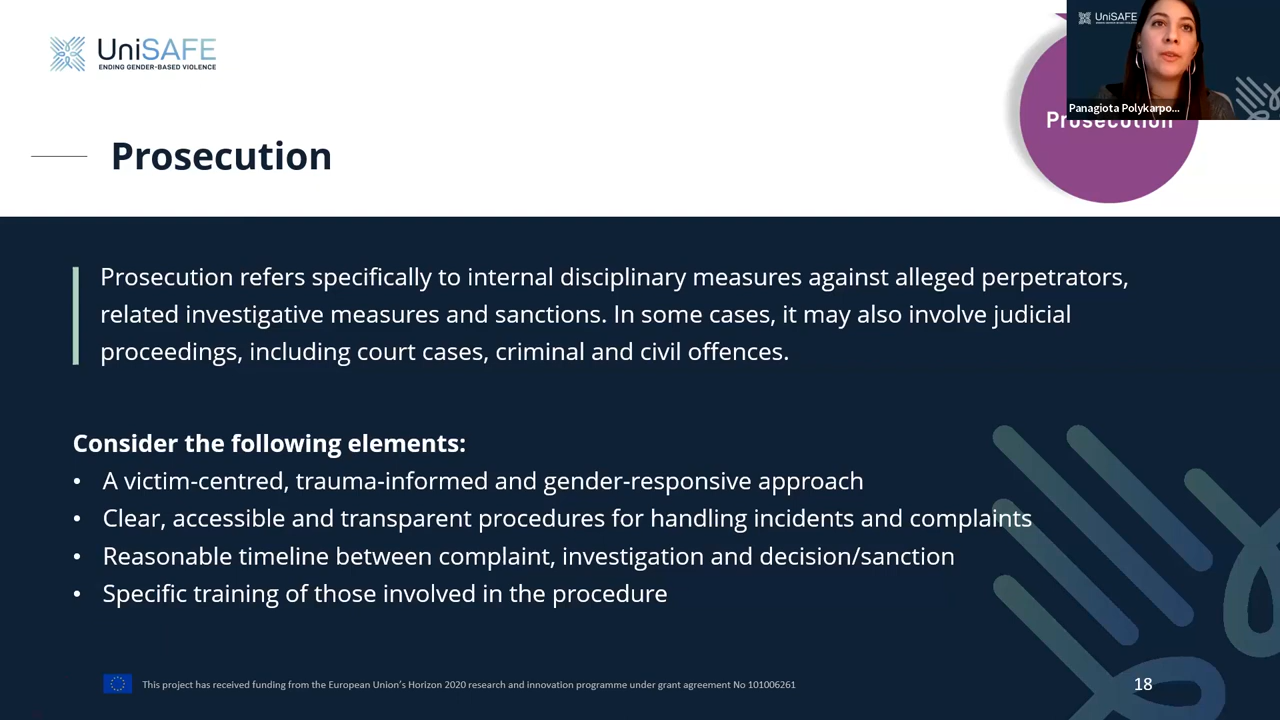 UniSAFE
ENDING GENDER-BASED VIOLENCE
UniSAFE
Panagiota Polykarpo...
Prosecution
Prosecution
Prosecution refers specifically to internal disciplinary measures against alleged perpetrators,
related investigative measures and sanctions. In some cases, it may also involve judicial
proceedings, including court cases, criminal and civil offences.
Consider the following elements:
• A victim-centred, trauma-informed and gender-responsive approach
• Clear, accessible and transparent procedures for handling incidents and complaints
• Reasonable timeline between complaint, investigation and decision/sanction
• Specific training of those involved in the procedure
This project has received funding from the European Union's Horizon 2020 research and innovation programme under grant agreement No 101006261
18